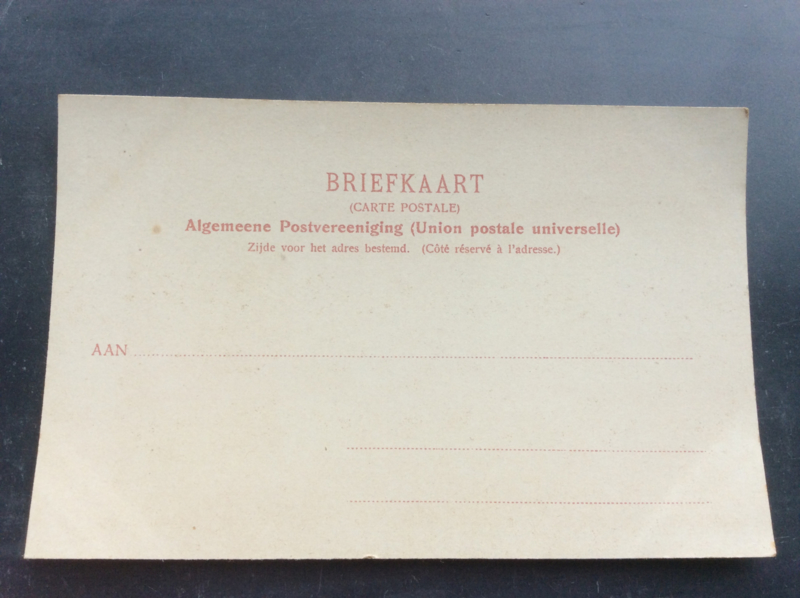 BRIEFKAART
(CARTE POSTALE)
Algemeene Postvereeniging (Union postale universelle)
Zijde voor het adres bestemd. (Côté réservé à l'adresse.)
AAN